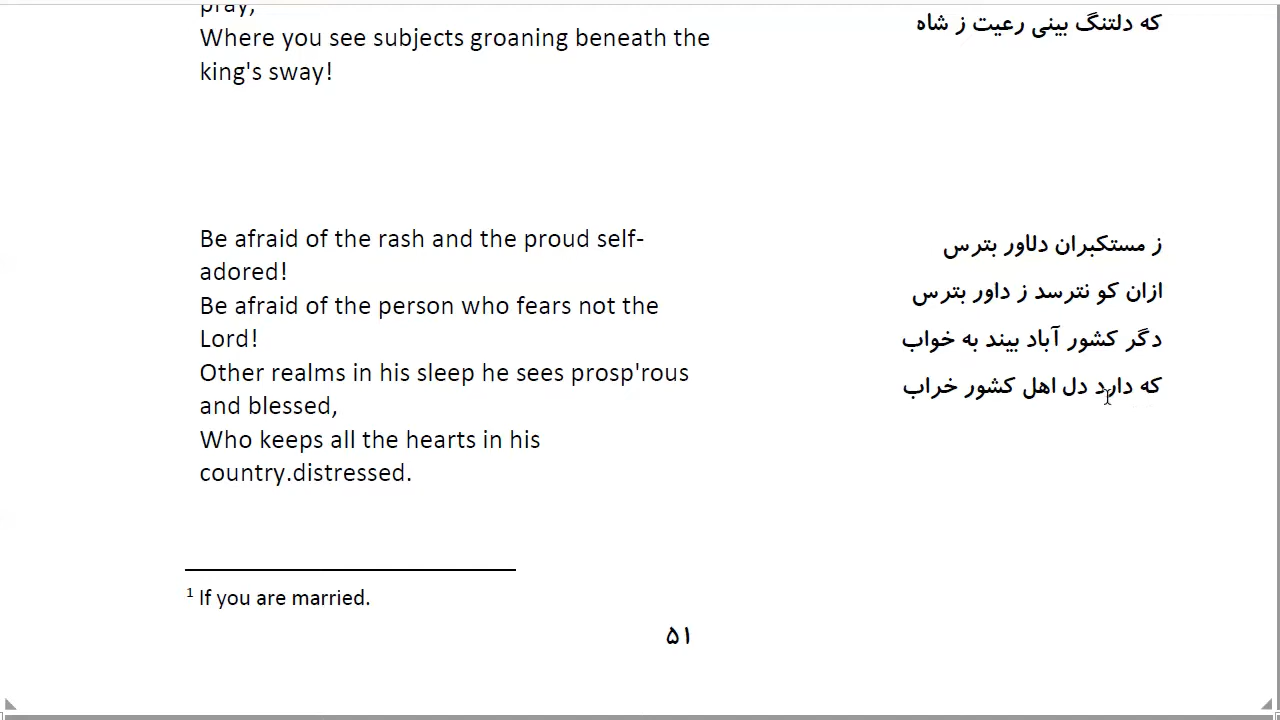 pray,
Where you see subjects groaning beneath the
king's sway!
که دلتنگ بینی رعیت ز شاه
Be afraid of the rash and the proud self-
adored!
Be afraid of the person who fears not the
Lord!
Other realms in his sleep he sees prosp'rous
and blessed,
Who keeps all the hearts in his
country.distressed.
ز مستکبران دلاور بترس
ازان کو نترسد ز داور بترس
دگر کشور آباد بیند به خواب
که دارد دل اهل کشور خراب
1 If you are married.
۵۱